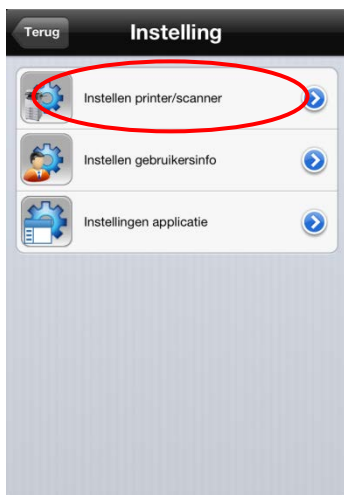 Terug
Instelling
Instellen printer/scanner
Instellen gebruikersinfo
Instellingen applicatie